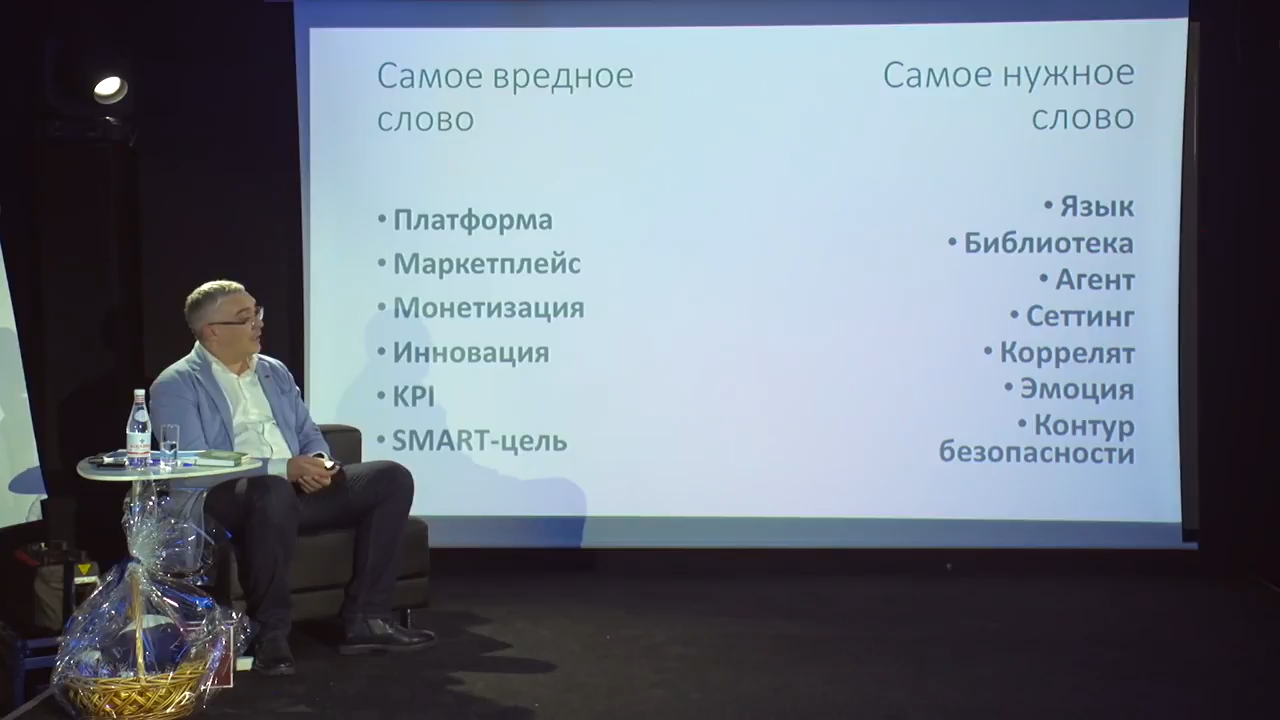 Самое вредное
слово
• Платформа
• Маркетплейс
• Монетизация
• Инновация
• KPI
• SMART-цель
Самое нужное
слово
• Язык
• Библиотека
• Агент
• Сеттинг
• Коррелят
• Эмоция
• Контур
безопасности